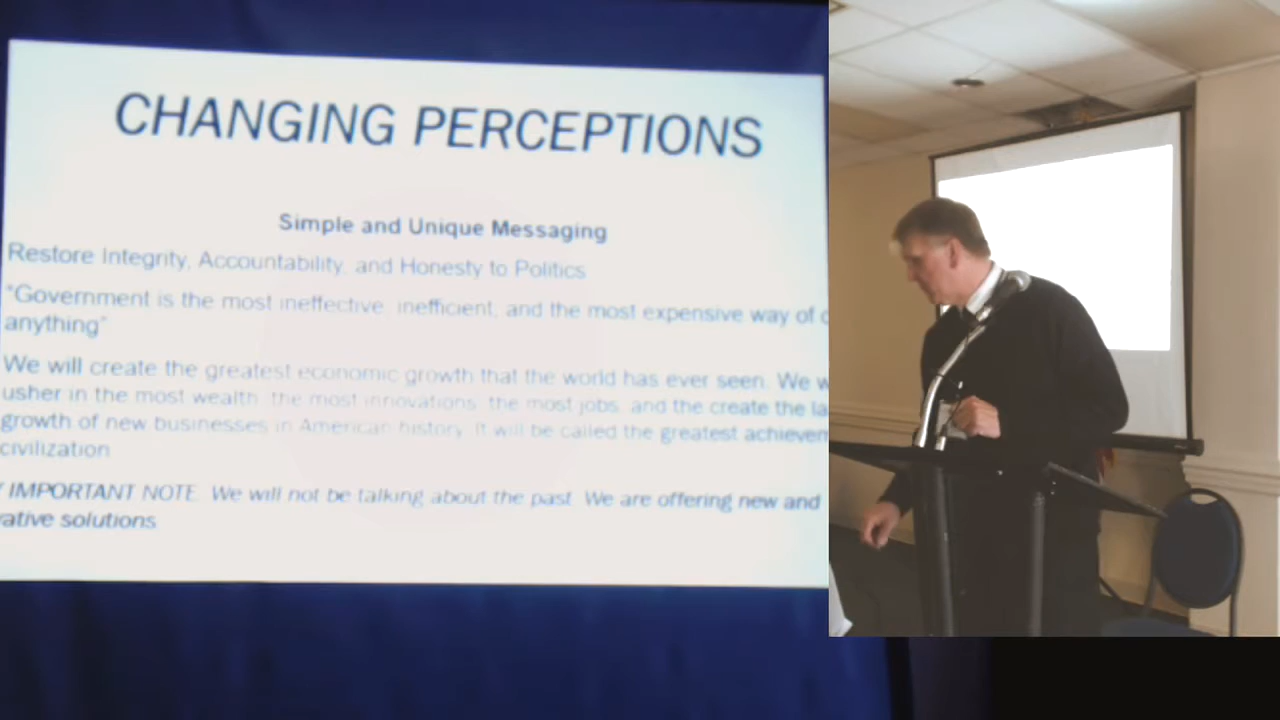 CHANGING PERCEPTIONS
Simple and Unique Messaging
Restore Integrity, Accountability, and Honesty to Politics
"Government is the most ineffective, inefficient, and the most expensive way of
anything"
We will create the greatest economic growth that the world has ever seen. We
usher in the most wealth, the most innovations, the most jobs, and the create the
growth of new businesses in American history. It will be called the greatest
civilization
IMPORTANT NOTE: We will not be talking about the past. We are offering new and
ative solutions.